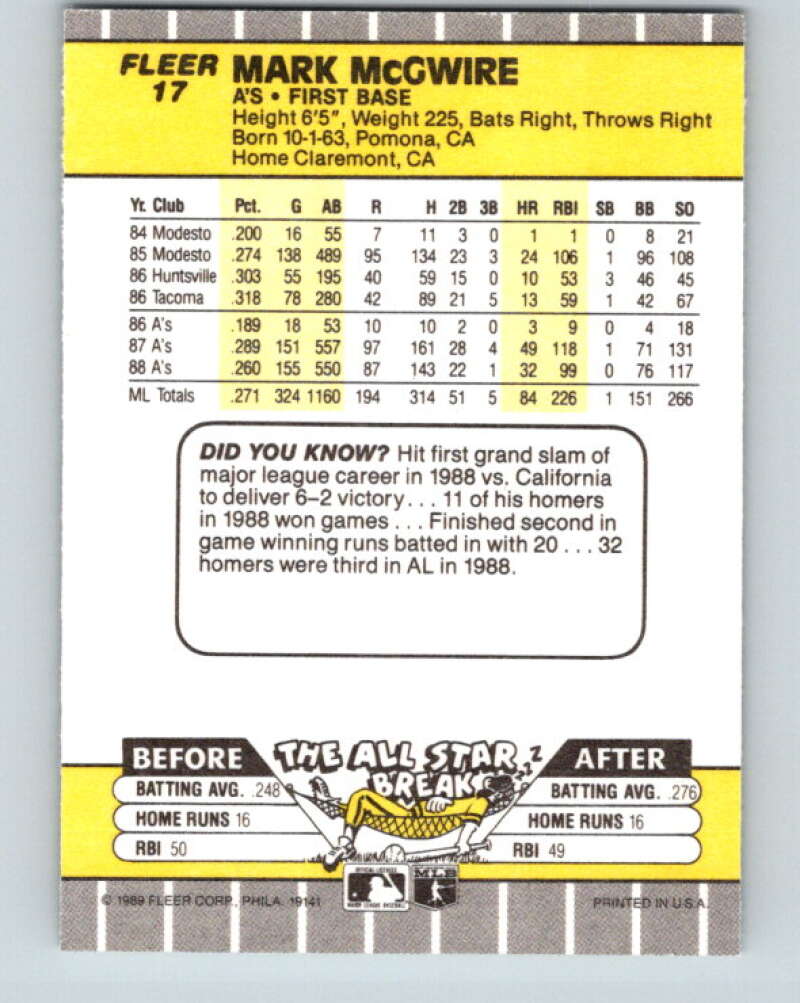 FLEER
17
MARK McGWIRE
A'S • FIRST BASE
Height 6'5", Weight 225, Bats Right, Throws Right
Born 10-1-63, Pomona, CA
Home Claremont, CA
Yr. Club Pct. G AB R H 2B 3B HR RBI SB BB SO
84 Modesto .200 16 55 7 11 3 0 1 1 0 8 21
85 Modesto .274 138 489 95 134 23 3 24 106 1 96 108
86 Huntsville .303 55 195 40 59 15 0 10 53 3 46 45
86 Tacoma .318 78 280 42 89 21 5 13 59 1 42 67
86 A's .189 18 53 10 10 2 0 3 9 0 4 18
87 A's .289 151 557 97 161 28 4 49 118 1 71 131
88 A's .260 155 550 87 143 22 1 32 99 0 76 117
ML Totals .271 324 1160 194 314 51 5 84 226 1 151 266
DID YOU KNOW? Hit first grand slam of
major league career in 1988 vs. California
to deliver 6–2 victory... 11 of his homers
in 1988 won games ... Finished second in
game winning runs batted in with 20 ... 32
homers were third in AL in 1988.
BEFORE THE ALL STAR BREAK ZZZZ AFTER
BATTING AVG. .248 BATTING AVG. .276
HOME RUNS 16 HOME RUNS 16
RBI 50 RBI 49
© 1989 FLEER CORP., PHILA. 19141 MLB PRINTED IN U.S.A.
MAJOR LEAGUE BASEBALL